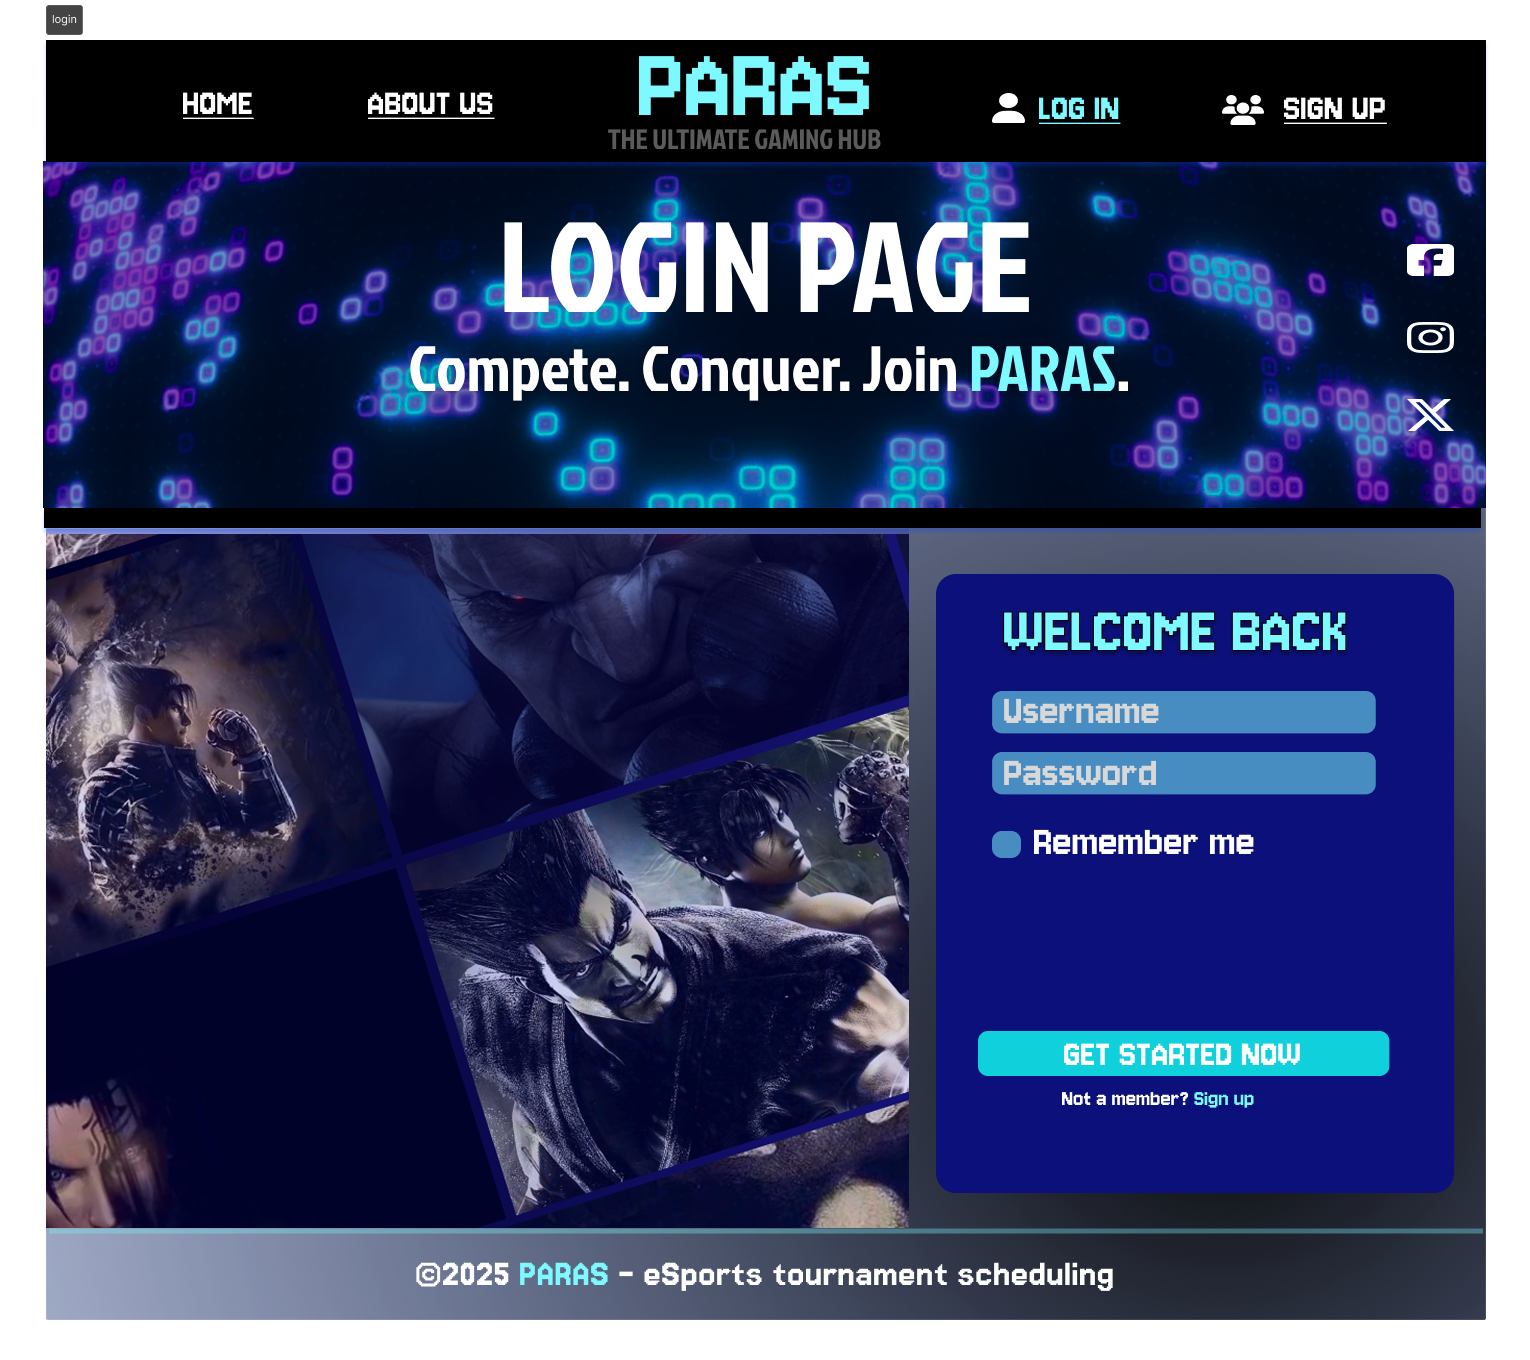 login
HOME
ABOUT US
PARAS
THE ULTIMATE GAMING HUB
LOG IN
SIGN UP
LOGIN PAGE
Compete. Conquer. Join PARAS.
WELCOME BACK
Username
Password
Remember me
GET STARTED NOW
Not a member? Sign up
©2025 PARAS - eSports tournament scheduling